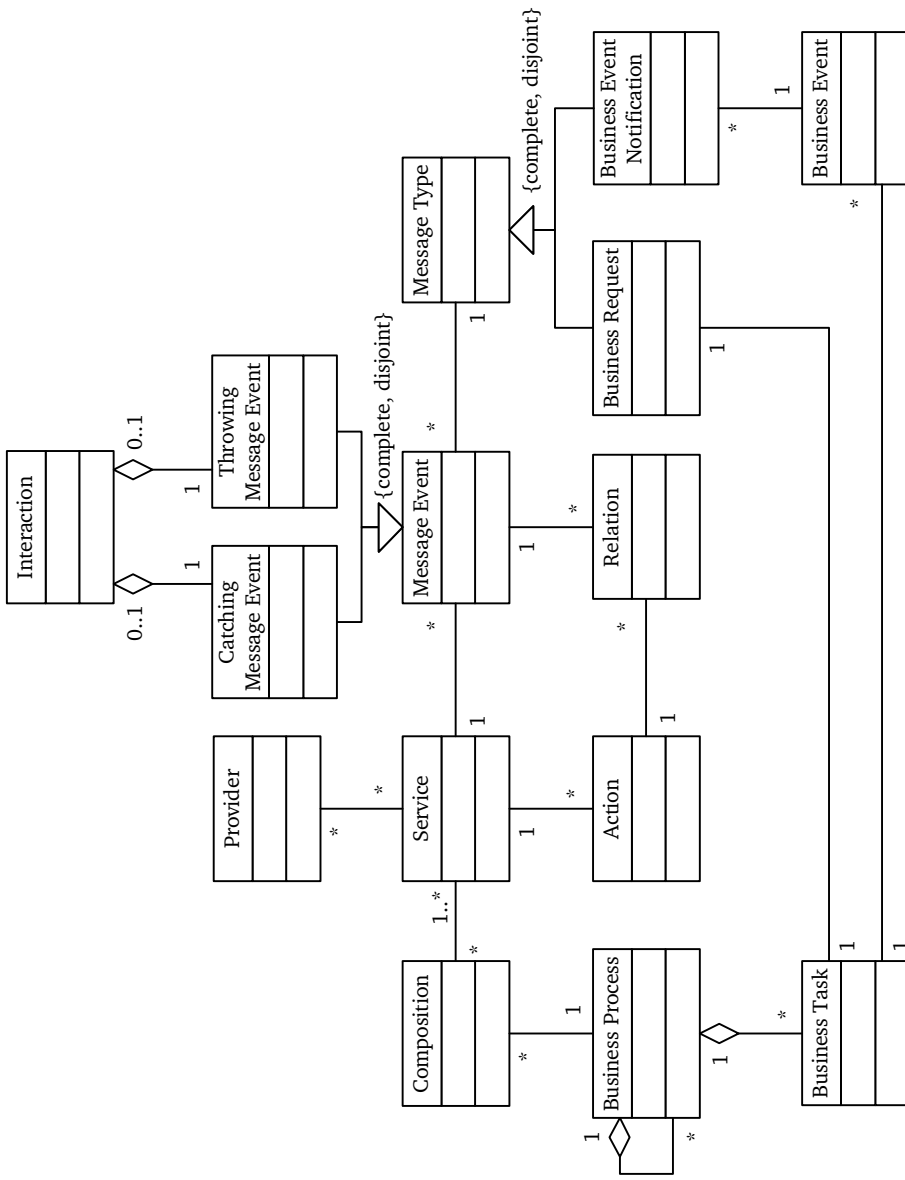 Interaction
0..1
0..1
1
1
Provider
Catching
Message Event
Throwing
Message Event
*
*
{complete, disjoint}
Composition
Service
Message Event
Message Type
1..*
*
*
*
1
1
*
1
1
{complete, disjoint}
1
*
*
1
Business Process
Action
Relation
Business Request
Business Event
Notification
*
1
*
1
1
*
*
1
Business Task
Business Event
1
*
1